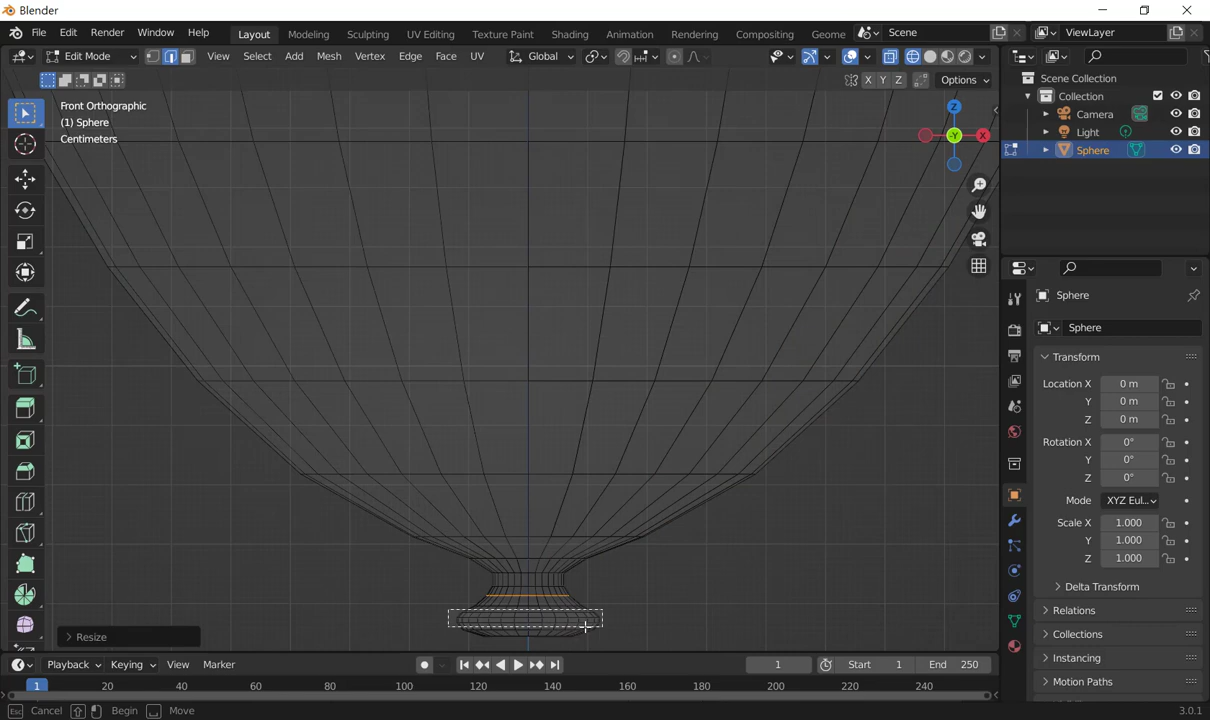 Blender
File Edit Render Window Help Layout Modeling Sculpting UV Editing Texture Paint Shading Animation Rendering Compositing Geome Scene ViewLayer
Edit Mode View Select Add Mesh Vertex Edge Face UV Global
X Y Z Options
Front Orthographic
(1) Sphere
Centimeters
Z
X
-Y
Scene Collection
Collection
Camera
Light
Sphere
Sphere
Sphere
Transform
Location X 0 m
Y 0 m
Z 0 m
Rotation X 0°
Y 0°
Z 0°
Mode XYZ Eul...
Scale X 1.000
Y 1.000
Z 1.000
Delta Transform
Relations
Collections
Instancing
Motion Paths
Resize
Playback Keying View Marker 1 Start 1 End 250
1 20 40 60 80 100 120 140 160 180 200 220 240
Esc Cancel Begin Move 3.0.1